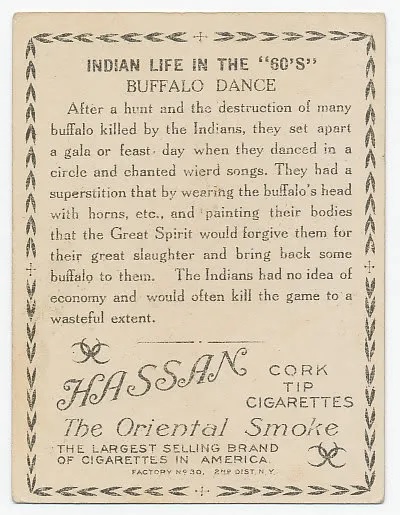 INDIAN LIFE IN THE "60'S"
BUFFALO DANCE
After a hunt and the destruction of many
buffalo killed by the Indians, they set apart
a gala or feast day when they danced in a
circle and chanted wierd songs. They had a
superstition that by wearing the buffalo's head
with horns, etc., and painting their bodies
that the Great Spirit would forgive them for
their great slaughter and bring back some
buffalo to them. The Indians had no idea of
economy and would often kill the game to a
wasteful extent.
HASSAN
CORK
TIP
CIGARETTES
The Oriental Smoke
THE LARGEST SELLING BRAND
OF CIGARETTES IN AMERICA.
FACTORY No 30, 2ND DIST. N.Y.